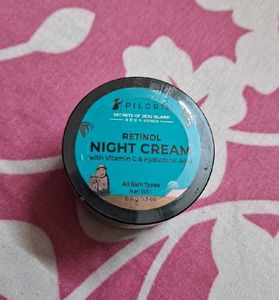 PILGRIM
SECRETS OF JEJU ISLAND
RETINOL
NIGHT CREAM
with Vitamin C & Hyaluronic Acid
All Skin Types
Net Wt.